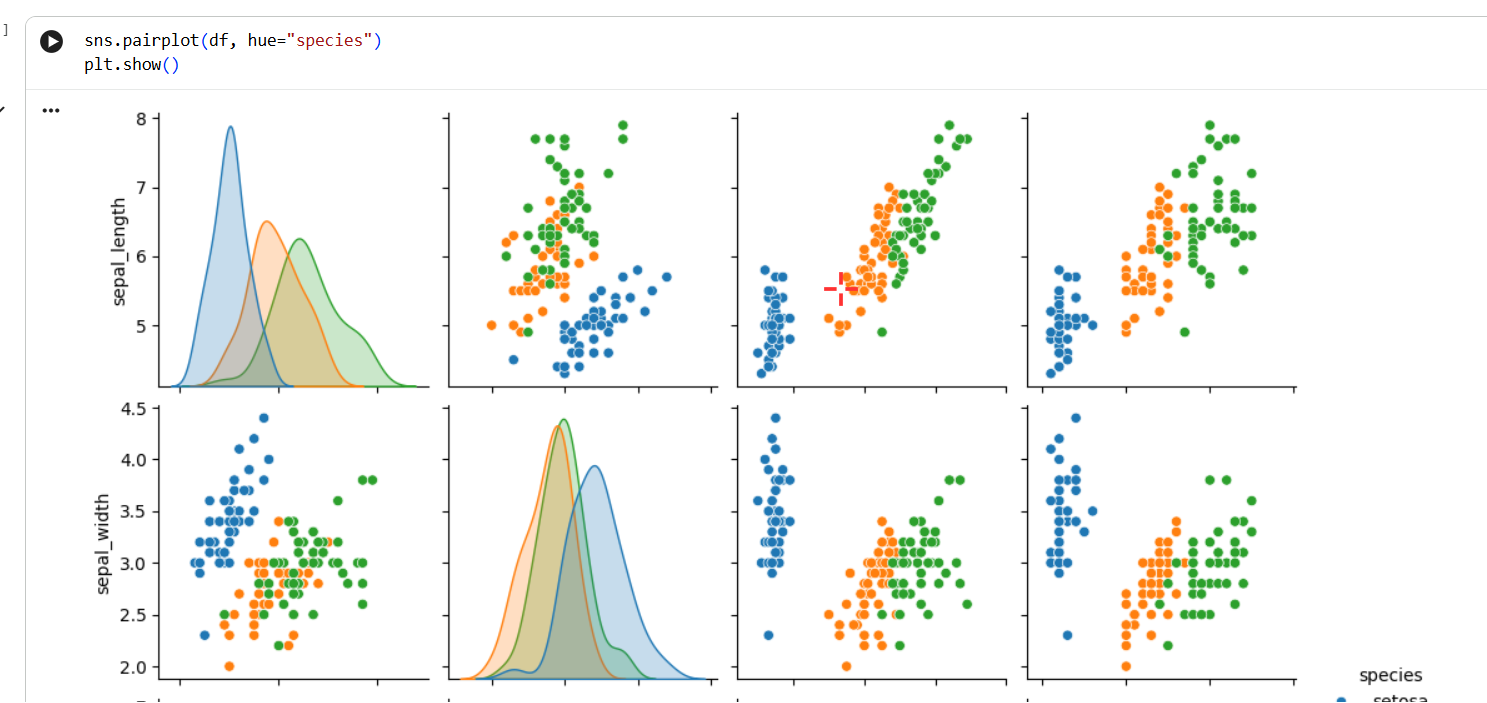 ]
sns.pairplot(df, hue="species")
plt.show()
...
8
7
6
5
sepal_length
4.5
4.0
3.5
3.0
2.5
2.0
sepal_width
species
setosa